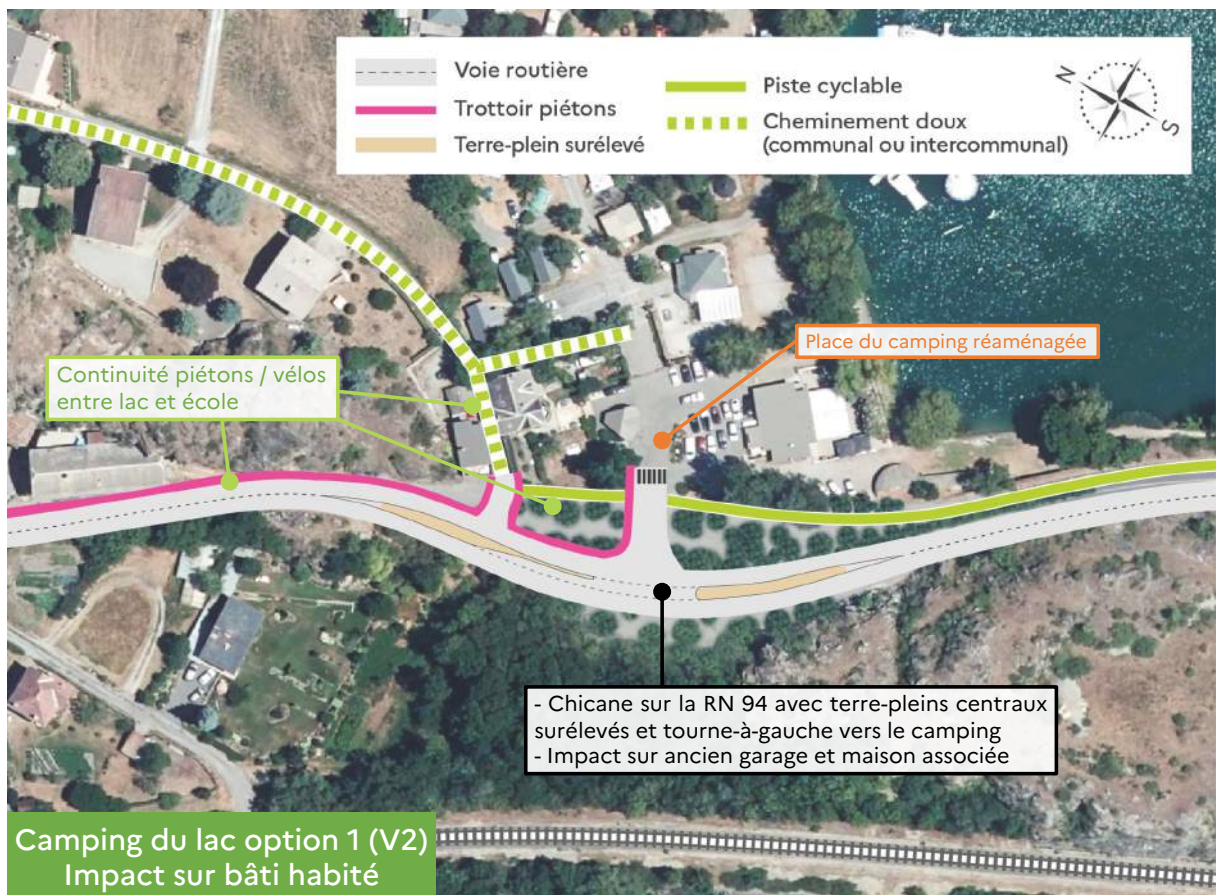 Voie routière
Trottoir piétons
Terre-plein surélevé
Piste cyclable
Cheminement doux
(communal ou intercommunal)
N
S
Place du camping réaménagée
Continuité piétons / vélos
entre lac et école
- Chicane sur la RN 94 avec terre-pleins centraux
surélevés et tourne-à-gauche vers le camping
- Impact sur ancien garage et maison associée
Camping du lac option 1 (V2)
Impact sur bâti habité